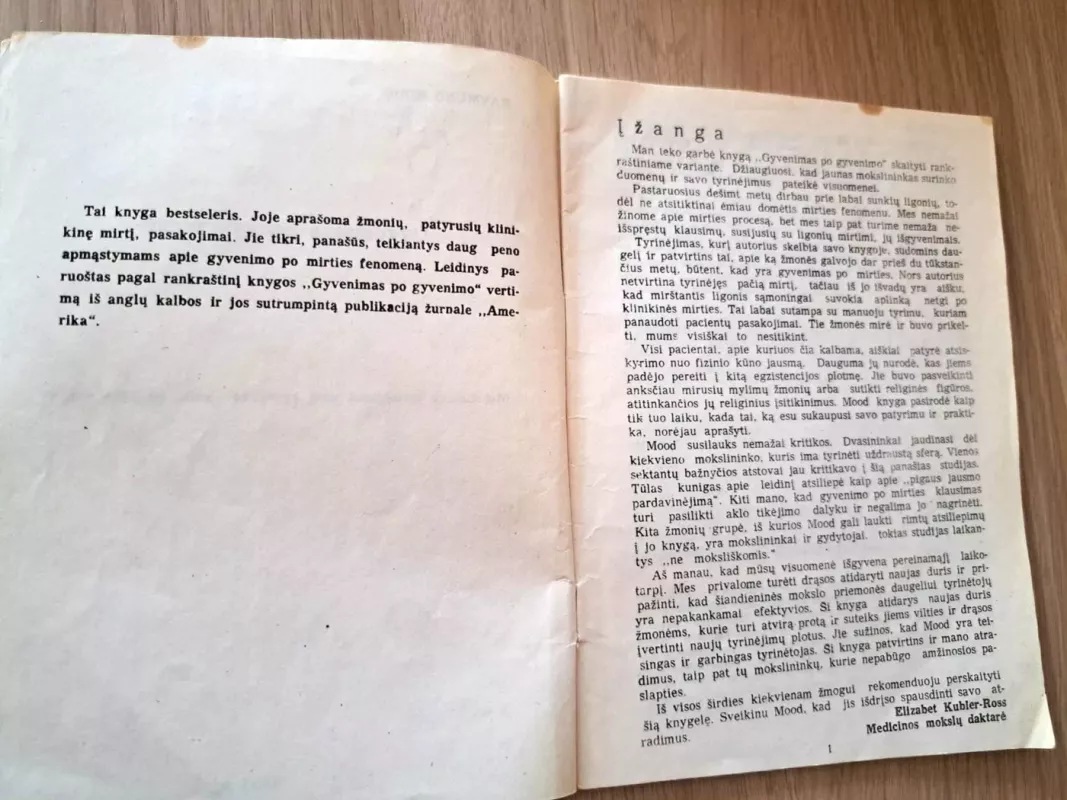 Tai knyga bestseleris. Joje aprašoma žmonių, patyrusių klini-
kinę mirtį, pasakojimai. Jie tikri, panašūs, teikiantys daug peno
apmąstymams apie gyvenimo po mirties fenomeną. Leidinys pa-
ruoštas pagal rankraštinį knygos „Gyvenimas po gyvenimo“ verti-
mą iš anglų kalbos ir jos sutrumpintą publikaciją žurnale „Ame-
rika“.
Įžanga
Man teko garbė knygą „Gyvenimas po gyvenimo“ skaityti rank-
raštiniame variante. Džiaugiuosi, kad jaunas mokslininkas surinko
duomenų ir savo tyrinėjimus pateikė visuomenei.
Pastaruosius dešimt metų dirbau prie labai sunkių ligonių, to-
dėl ne atsitiktinai ėmiau domėtis mirties fenomenu. Mes nemažai
žinome apie mirties procesą, bet mes taip pat turime nemaža ne-
išspręstų klausimų, susijusių su ligonių mirtimi, jų išgyvenimais.
Tyrinėjimas, kurį autorius skelbia savo knygoje, sudomins dau-
gelį ir patvirtins tai, apie ką žmonės galvojo dar prieš du tūkstan-
čius metų, būtent, kad yra gyvenimas po mirties. Nors autorius
netvirtina tyrinėjęs pačią mirtį, tačiau iš jo išvadų yra aišku,
kad mirštantis ligonis sąmoningai suvokia aplinką netgi po
klinikinės mirties. Tai labai sutampa su manuoju tyrimu, kuriam
panaudoti pacientų pasakojimai. Tie žmonės mirė ir buvo prikel-
ti, mums visiškai to nesitikint.
Visi pacientai, apie kuriuos čia kalbama, aiškiai patyrė atsis-
kyrimo nuo fizinio kūno jausmą. Dauguma jų nurodė, kas jiems
padėjo pereiti į kitą egzistencijos plotmę. Jie buvo pasveikinti
anksčiau mirusių mylimų žmonių arba sutikti religinės figūros,
atitinkančios jų religinius įsitikinimus. Mood knyga pasirodė kaip
tik tuo laiku, kada tai, ką esu sukaupusi savo patyrimu ir prakti-
ka, norėjau aprašyti.
Mood susilauks nemažai kritikos. Dvasininkai jaudinasi dėl
kiekvieno mokslininko, kuris ima tyrinėti uždraustą sferą. Vienos
sektantų bažnyčios atstovai jau kritikavo į šią panašias studijas.
Tūlas kunigas apie leidinį atsiliepė kaip apie „pigaus jausmo
pardavinėjimą“. Kiti mano, kad gyvenimo po mirties klausimas
turi pasilikti aklo tikėjimo dalyku ir negalima jo nagrinėti.
Kita žmonių grupė, iš kurios Mood gali laukti rimtų atsiliepimų
į jo knygą, yra mokslininkai ir gydytojai, tokias studijas laikan-
tys „ne moksliškomis.“
Aš manau, kad mūsų visuomenė išgyvena pereinamąjį laiko-
tarpį. Mes privalome turėti drąsos atidaryti naujas duris ir pri-
pažinti, kad šiandieninės mokslo priemonės daugeliui tyrinėtojų
yra nepakankamai efektyvios. Ši knyga atidarys naujas duris
žmonėms, kurie turi atvirą protą ir suteiks jiems vilties ir drąsos
įvertinti naujų tyrinėjimų plotus. Jie sužinos, kad Mood yra tei-
singas ir garbingas tyrinėtojas. Ši knyga patvirtins ir mano atra-
dimus, taip pat tų mokslininkų, kurie nepabūgo amžinosios pa-
slapties.
Iš visos širdies kiekvienam žmogui rekomenduoju perskaityti
šią knygelę. Sveikinu Mood, kad jis išdrįso spausdinti savo at-
radimus.
Elizabet Kubler-Ross
Medicinos mokslų daktarė
1